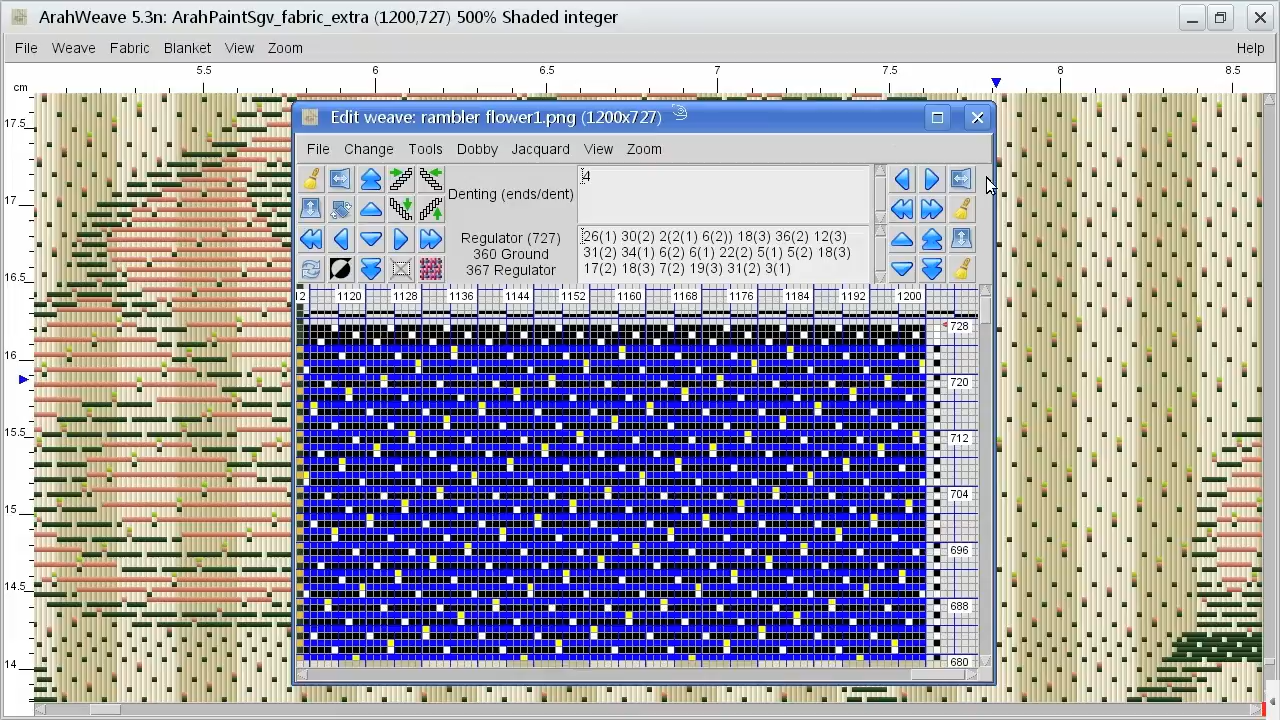 ArahWeave 5.3n: ArahPaintSgv_fabric_extra (1200,727) 500% Shaded integer
File Weave Fabric Blanket View Zoom Help
cm 5.5 6 6.5 7 7.5 8 8.5
17.5
17
16.5
16
15.5
15
14.5
14
Edit weave: rambler flower1.png (1200x727)
File Change Tools Dobby Jacquard View Zoom
Denting (ends/dent) 4
Regulator (727)
360 Ground
367 Regulator
26(1) 30(2) 2(2(1) 6(2)) 18(3) 36(2) 12(3)
31(2) 34(1) 6(2) 6(1) 22(2) 5(1) 5(2) 16(3)
17(2) 18(3) 7(2) 19(3) 31(2) 3(1)
12 1120 1128 1136 1144 1152 1160 1168 1176 1184 1192 1200
728
720
712
704
696
688
680